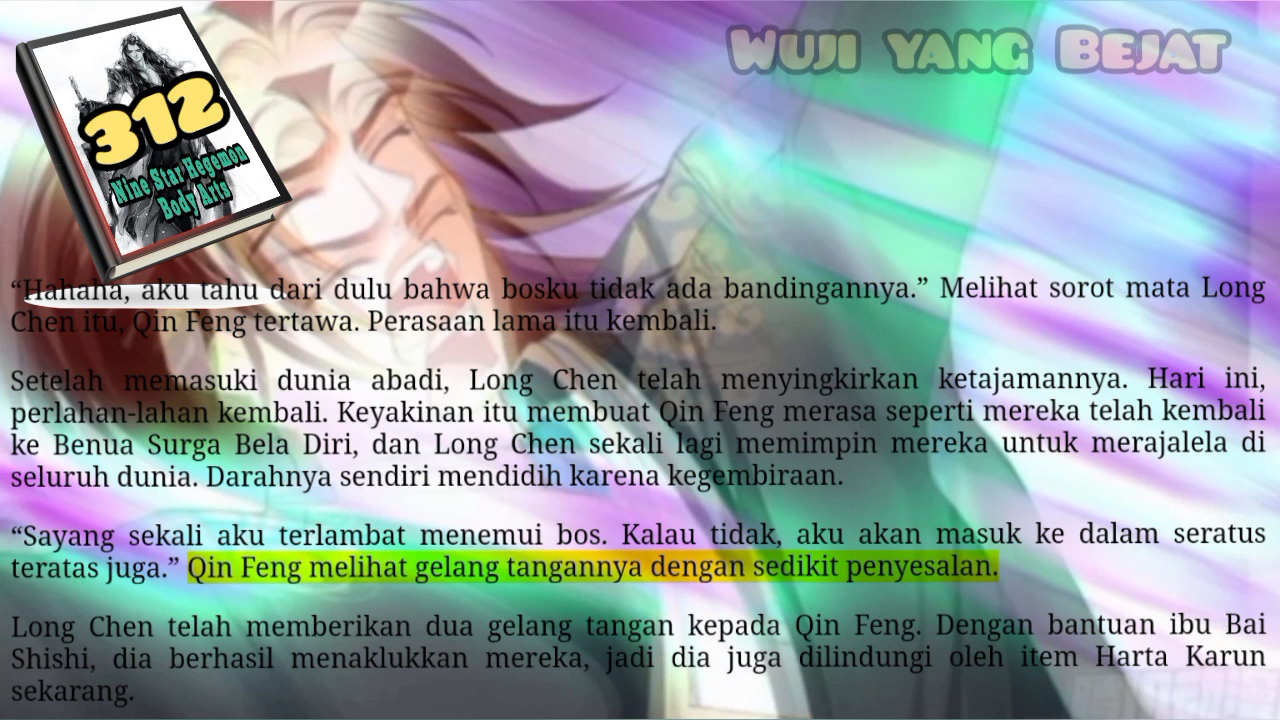 Wuji yang Bejat
312
Nine Star Hegemon
Body Arts
“Hahaha, aku tahu dari dulu bahwa bosku tidak ada bandingannya.” Melihat sorot mata Long
Chen itu, Qin Feng tertawa. Perasaan lama itu kembali.
Setelah memasuki dunia abadi, Long Chen telah menyingkirkan ketajamannya. Hari ini,
perlahan-lahan kembali. Keyakinan itu membuat Qin Feng merasa seperti mereka telah kembali
ke Benua Surga Bela Diri, dan Long Chen sekali lagi memimpin mereka untuk merajalela di
seluruh dunia. Darahnya sendiri mendidih karena kegembiraan.
“Sayang sekali aku terlambat menemui bos. Kalau tidak, aku akan masuk ke dalam seratus
teratas juga.” Qin Feng melihat gelang tangannya dengan sedikit penyesalan.
Long Chen telah memberikan dua gelang tangan kepada Qin Feng. Dengan bantuan ibu Bai
Shishi, dia berhasil menaklukkan mereka, jadi dia juga dilindungi oleh item Harta Karun
sekarang.